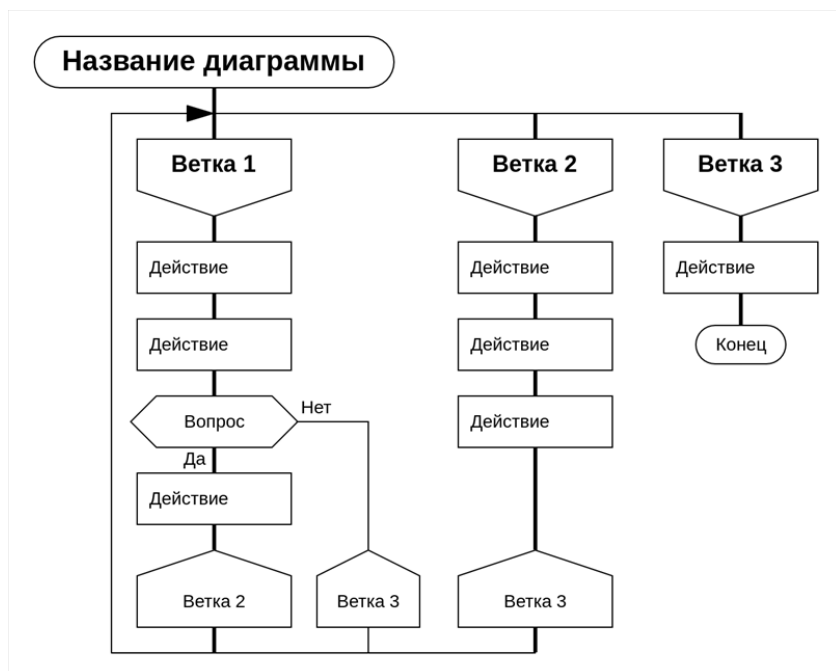 Название диаграммы
Ветка 1
Действие
Действие
Вопрос
Нет
Да
Действие
Ветка 2
Ветка 3
Ветка 2
Действие
Действие
Действие
Ветка 3
Ветка 3
Действие
Конец